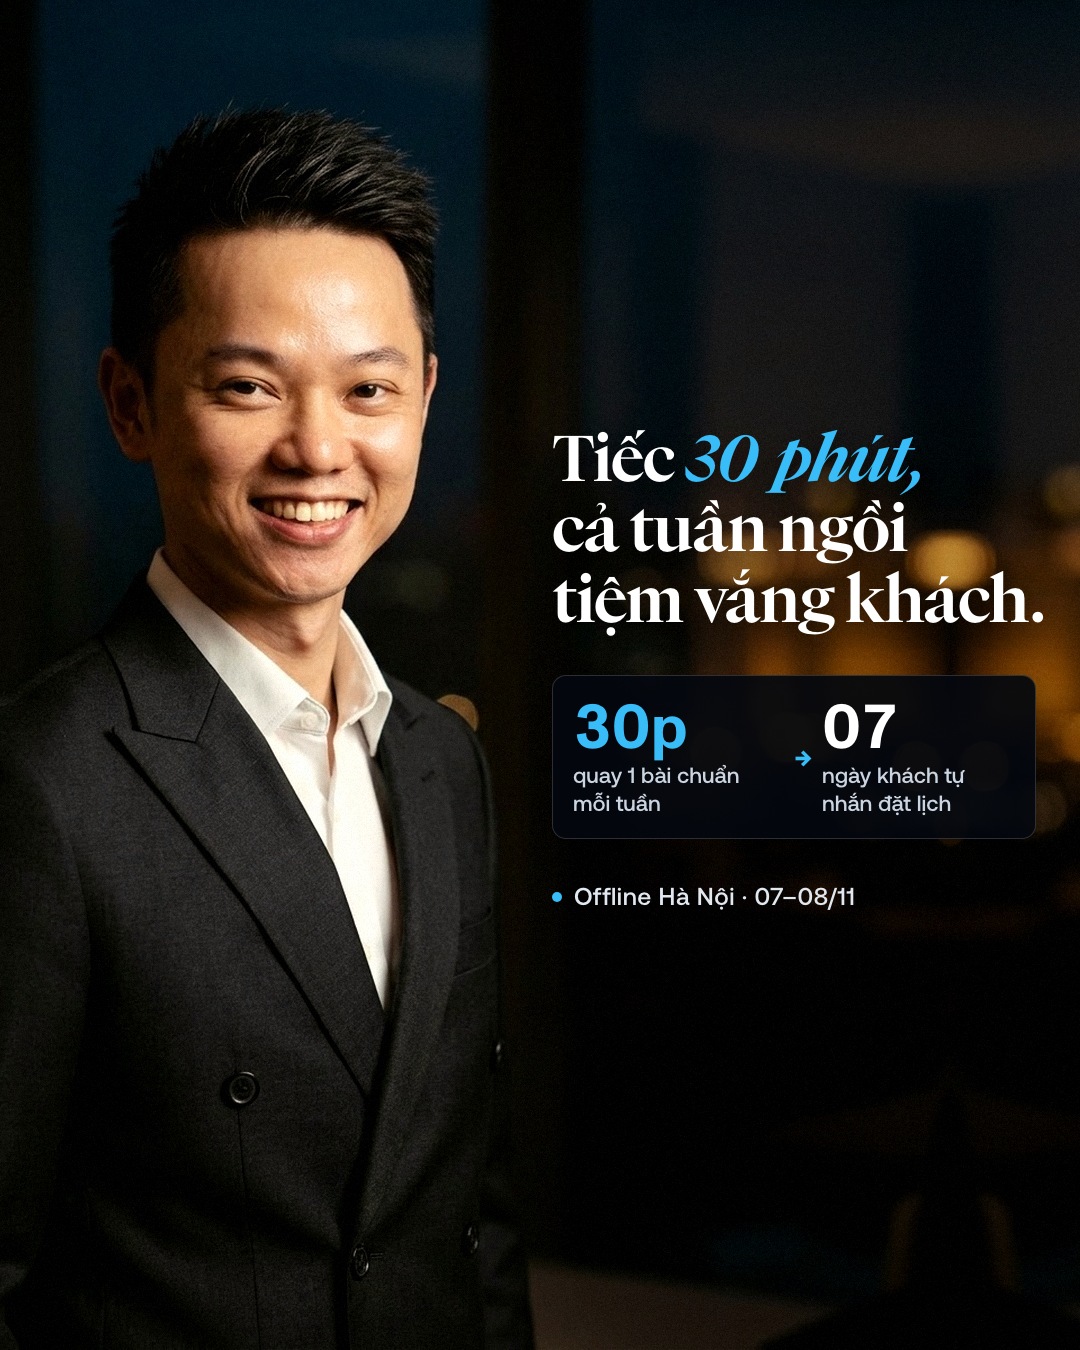 Tiếc 30 phút,
cả tuần ngồi
tiệm vắng khách.
30p
quay 1 bài chuẩn
mỗi tuần
→
07
ngày khách tự
nhắn đặt lịch
• Offline Hà Nội · 07–08/11